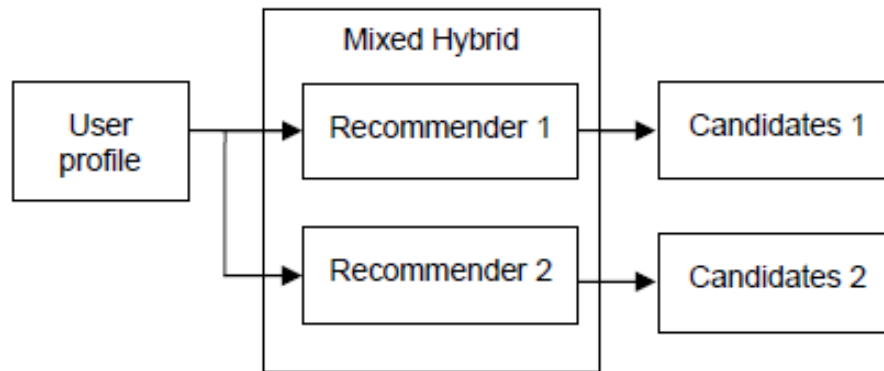 Mixed Hybrid
User
profile
Recommender 1
Candidates 1
Recommender 2
Candidates 2